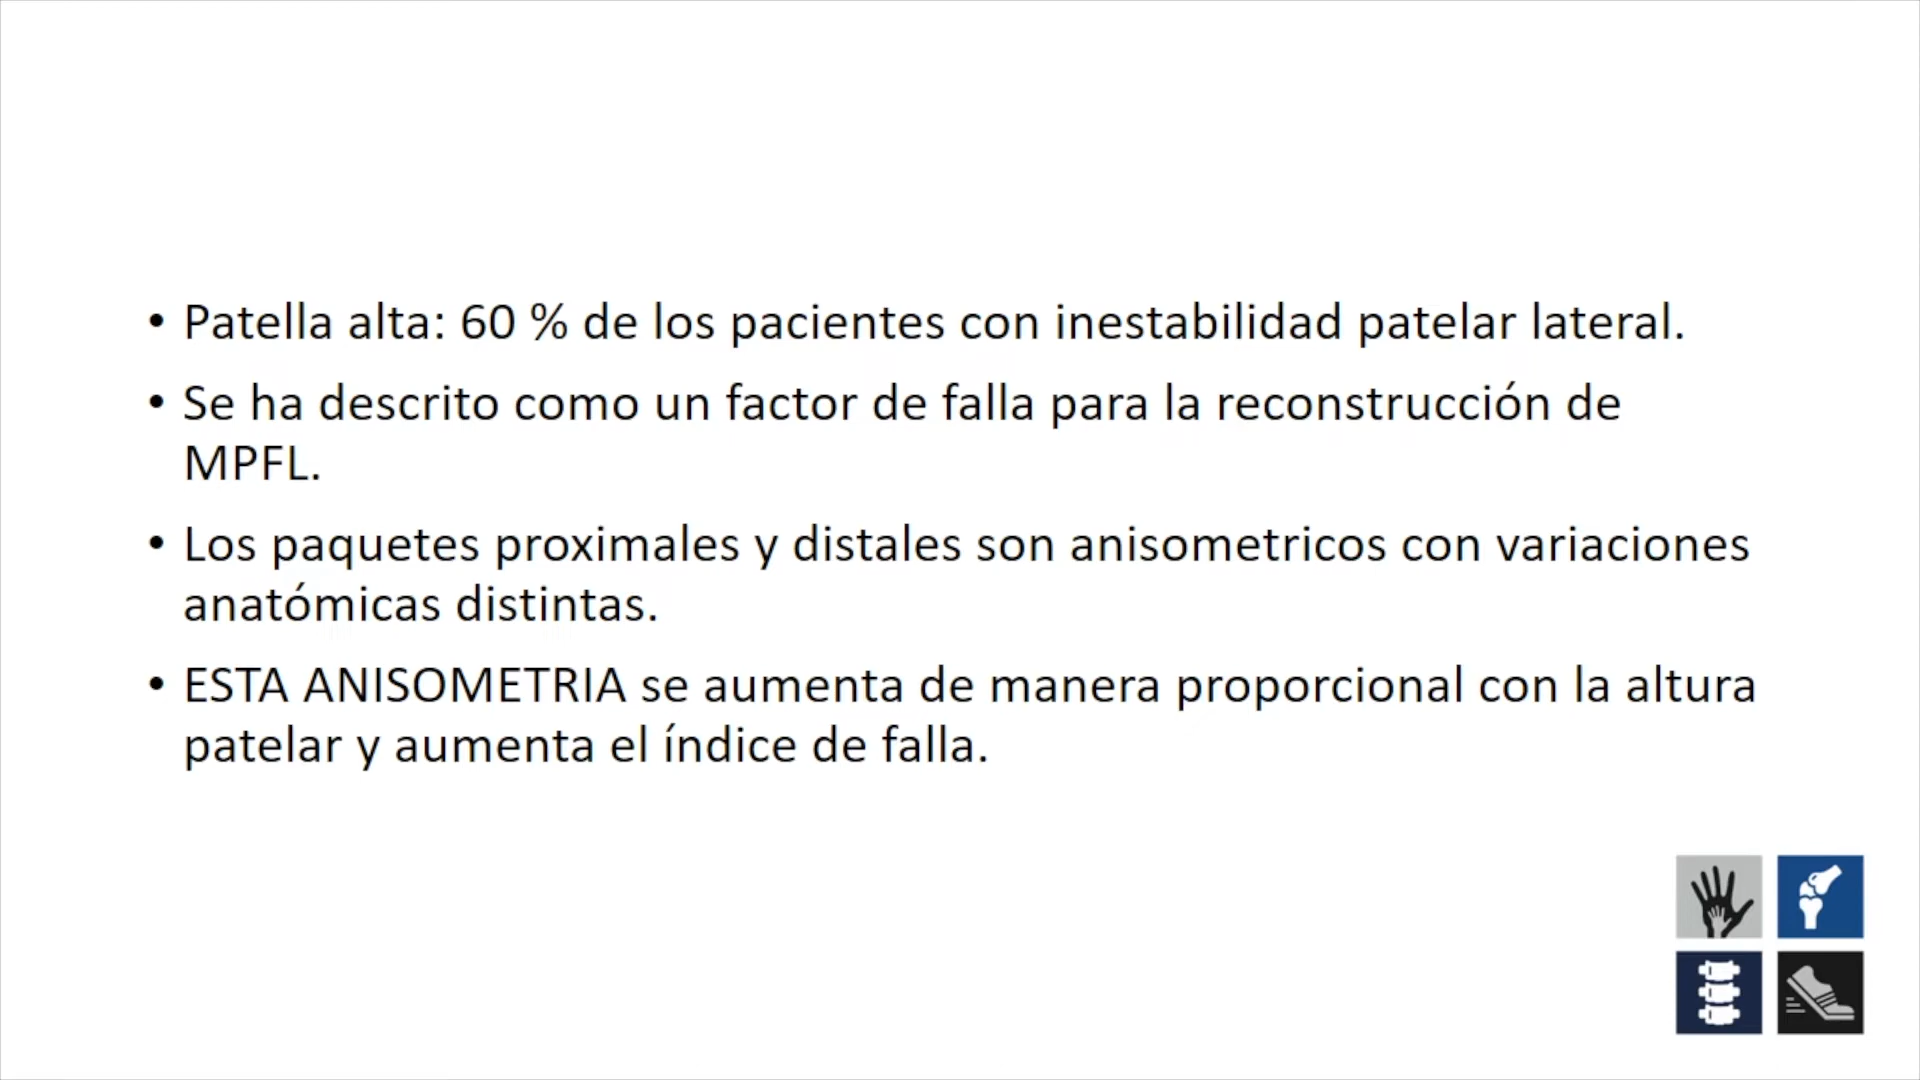 • Patella alta: 60 % de los pacientes con inestabilidad patelar lateral.
• Se ha descrito como un factor de falla para la reconstrucción de
MPFL.
• Los paquetes proximales y distales son anisometricos con variaciones
anatómicas distintas.
• ESTA ANISOMETRIA se aumenta de manera proporcional con la altura
patelar y aumenta el índice de falla.